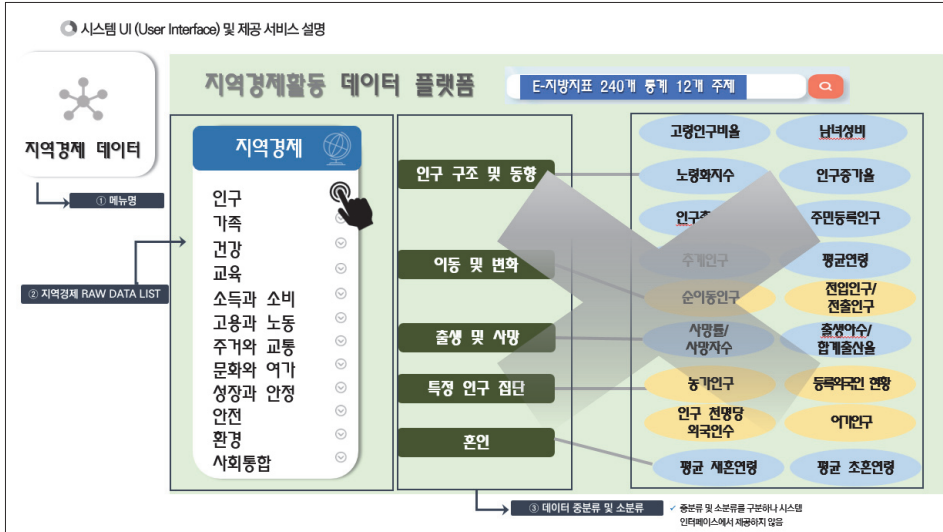 시스템 UI (User Interface) 및 제공 서비스 설명
지역경제 데이터
① 메뉴명
② 지역경제 RAW DATA LIST
지역경제활동 데이터 플랫폼
E-지방지표 240개 통계 12개 주제
지역경제
인구
가족
건강
교육
소득과 소비
고용과 노동
주거와 교통
문화와 여가
성장과 안정
안전
환경
사회통합
인구 구조 및 동향
이동 및 변화
출생 및 사망
특정 인구 집단
혼인
고령인구비율
남녀성비
노령화지수
인구증가율
주민등록인구
주계인구
평균연령
순이동인구
전입인구/
전출인구
사망률/
사망자수
출생아수/
합계출산율
농가인구
등록외국인 현황
인구 천명당
외국인수
어가인구
평균 재혼연령
평균 초혼연령
③ 데이터 중분류 및 소분류
✓ 중분류 및 소분류를 구분하나 시스템
인터페이스에서 제공하지 않음